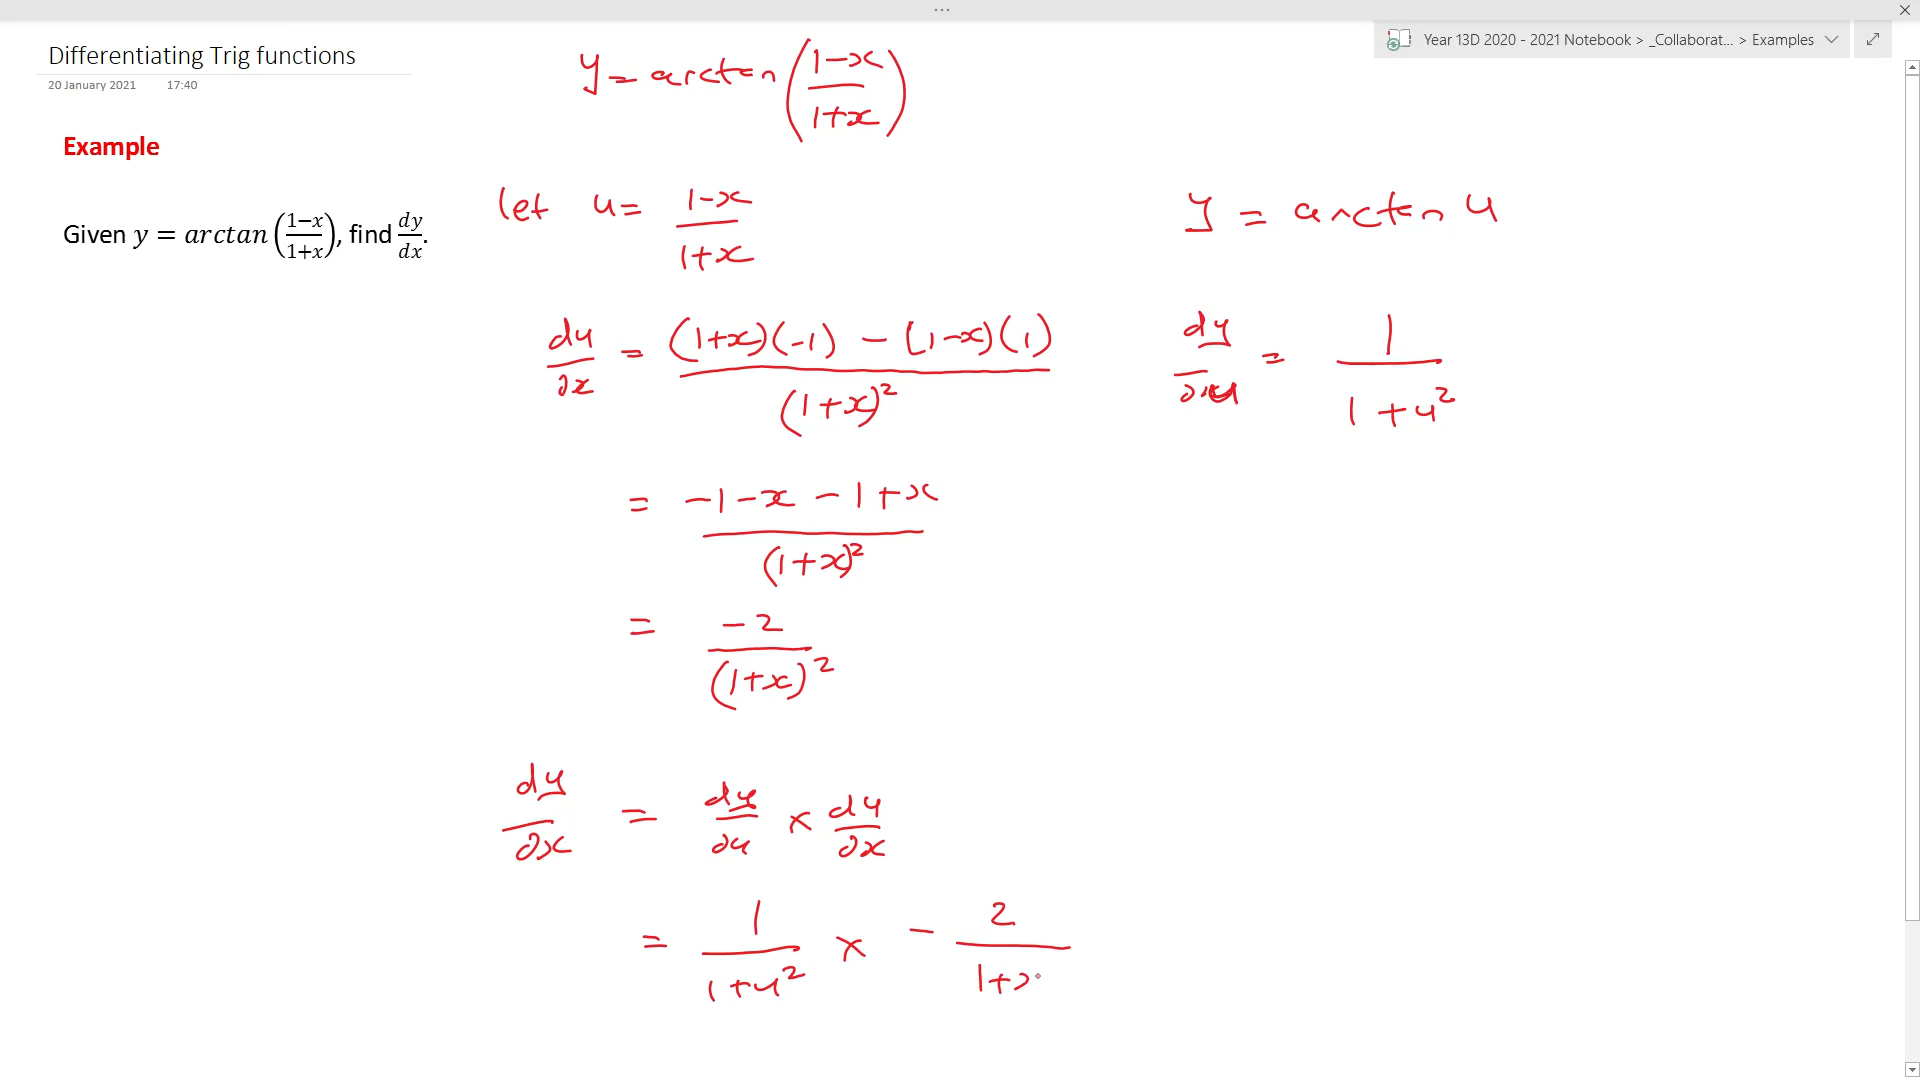 Differentiating Trig functions
20 January 2021 17:40
Year 13D 2020 - 2021 Notebook > _Collaborat... > Examples
Example
Given y = arctan((1−x)/(1+x)), find dy/dx.
y = arctan((1-x)/(1+x))
let u = (1-x)/(1+x)
y = arctan u
du/dx = ((1+x)(-1) - (1-x)(1))/(1+x)²
dy/du = 1/(1+u²)
= (-1-x-1+x)/(1+x)²
= -2/(1+x)²
dy/dx = dy/du × du/dx
= 1/(1+u²) × - 2/(1+x